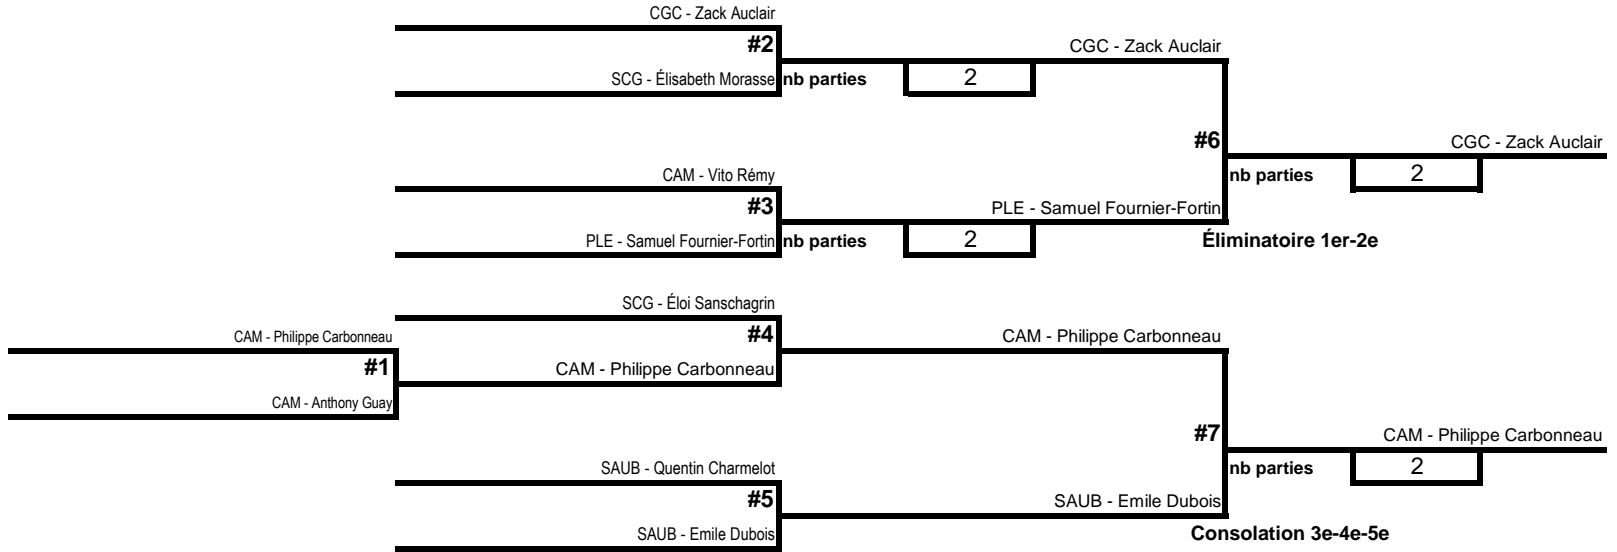 CGC - Zack Auclair
#2
CGC - Zack Auclair
SCG - Élisabeth Morasse nb parties 2
#6
CGC - Zack Auclair
CAM - Vito Rémy
nb parties 2
#3
PLE - Samuel Fournier-Fortin
PLE - Samuel Fournier-Fortin nb parties 2
Éliminatoire 1er-2e
SCG - Éloi Sanschagrin
CAM - Philippe Carbonneau
#4
CAM - Philippe Carbonneau
#1
CAM - Philippe Carbonneau
CAM - Anthony Guay
#7
CAM - Philippe Carbonneau
SAUB - Quentin Charmelot
nb parties 2
#5
SAUB - Emile Dubois
SAUB - Emile Dubois
Consolation 3e-4e-5e